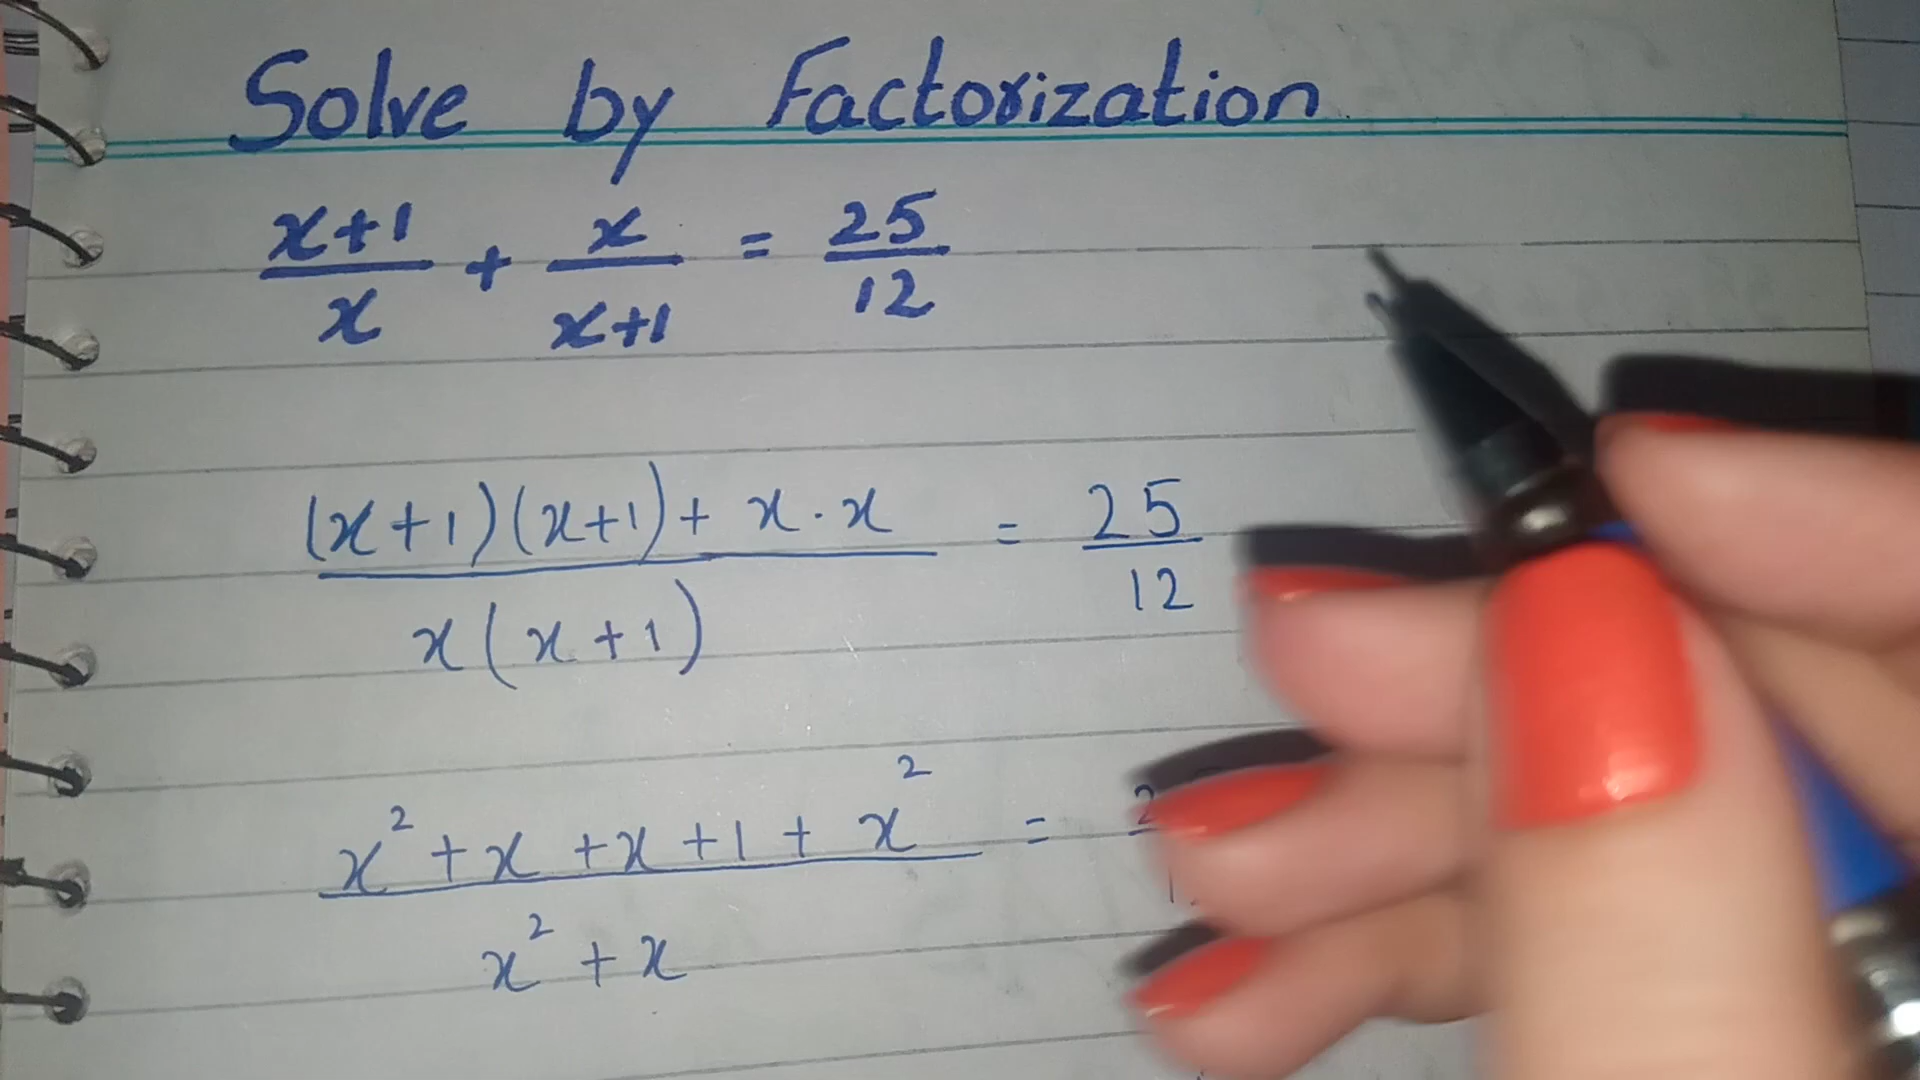 Solve by Factorization
x+1/x + x/x+1 = 25/12
(x+1)(x+1)+ x·x / x(x+1) = 25/12
x²+x+x+1+x² / x²+x =